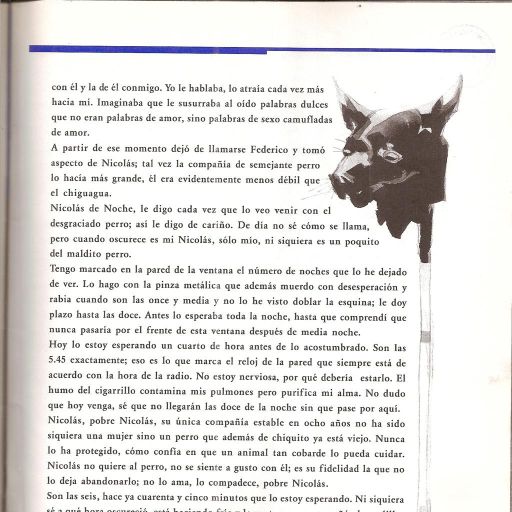 con él y la de él conmigo. Yo le hablaba, lo atraía cada vez más
hacia mí. Imaginaba que le susurraba al oído palabras dulces
que no eran palabras de amor, sino palabras de sexo camufladas
de amor.
A partir de ese momento dejó de llamarse Federico y tomó
aspecto de Nicolás; tal vez la compañia de semejante perro
lo hacía más grande, él era evidentemente menos débil que
el chiguagua.
Nicolás de Noche, le digo cada vez que lo veo venir con el
desgraciado perro; así le digo de cariño. De día no sé cómo se llama,
pero cuando oscurece es mi Nicolás, sólo mío, ni siquiera es un poquito
del maldito perro.
Tengo marcado en la pared de la ventana el número de noches que lo he dejado
de ver. Lo hago con la pinza metálica que además muerdo con desesperación y
rabia cuando son las once y media y no lo he visto doblar la esquina; le doy
plazo hasta las doce. Antes lo esperaba toda la noche, hasta que comprendí que
nunca pasaría por el frente de esta ventana después de media noche.
Hoy lo estoy esperando un cuarto de hora antes de lo acostumbrado. Son las
5.45 exactamente; eso es lo que marca el reloj de la pared que siempre está de
acuerdo con la hora de la radio. No estoy nerviosa, por qué debería estarlo. El
humo del cigarrillo contamina mis pulmones pero purifica mi alma. No dudo
que hoy venga, sé que no llegarán las doce de la noche sin que pase por aquí.
Nicolás, pobre Nicolás, su única compañía estable en ocho años no ha sido
siquiera una mujer sino un perro que además de chiquito ya está viejo. Nunca
lo ha protegido, cómo confía en que un animal tan cobarde lo pueda cuidar.
Nicolás no quiere al perro, no se siente a gusto con él; es su fidelidad la que no
lo deja abandonarlo; no lo ama, lo compadece, pobre Nicolás.
Son las seis, hace ya cuarenta y cinco minutos que lo estoy esperando. Ni siquiera
sé a qué hora oscureció, está haciendo frío